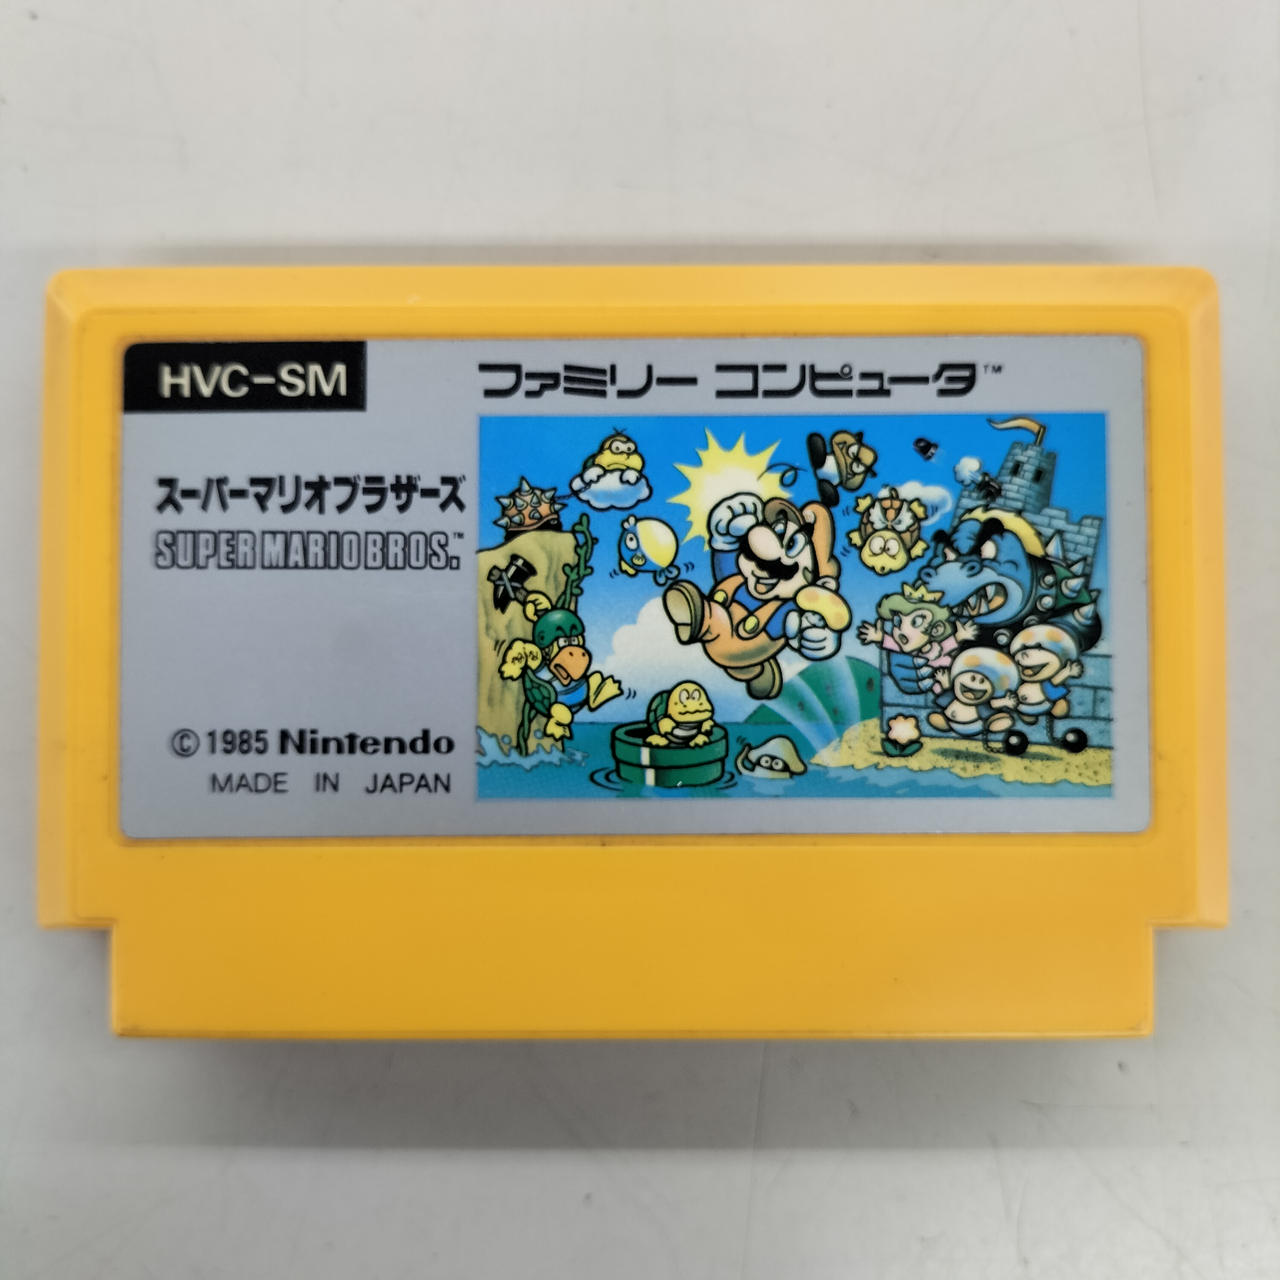 HVC-SM
ファミリー コンピュータ™
スーパーマリオブラザーズ
SUPER MARIO BROS.™
© 1985 Nintendo
MADE IN JAPAN